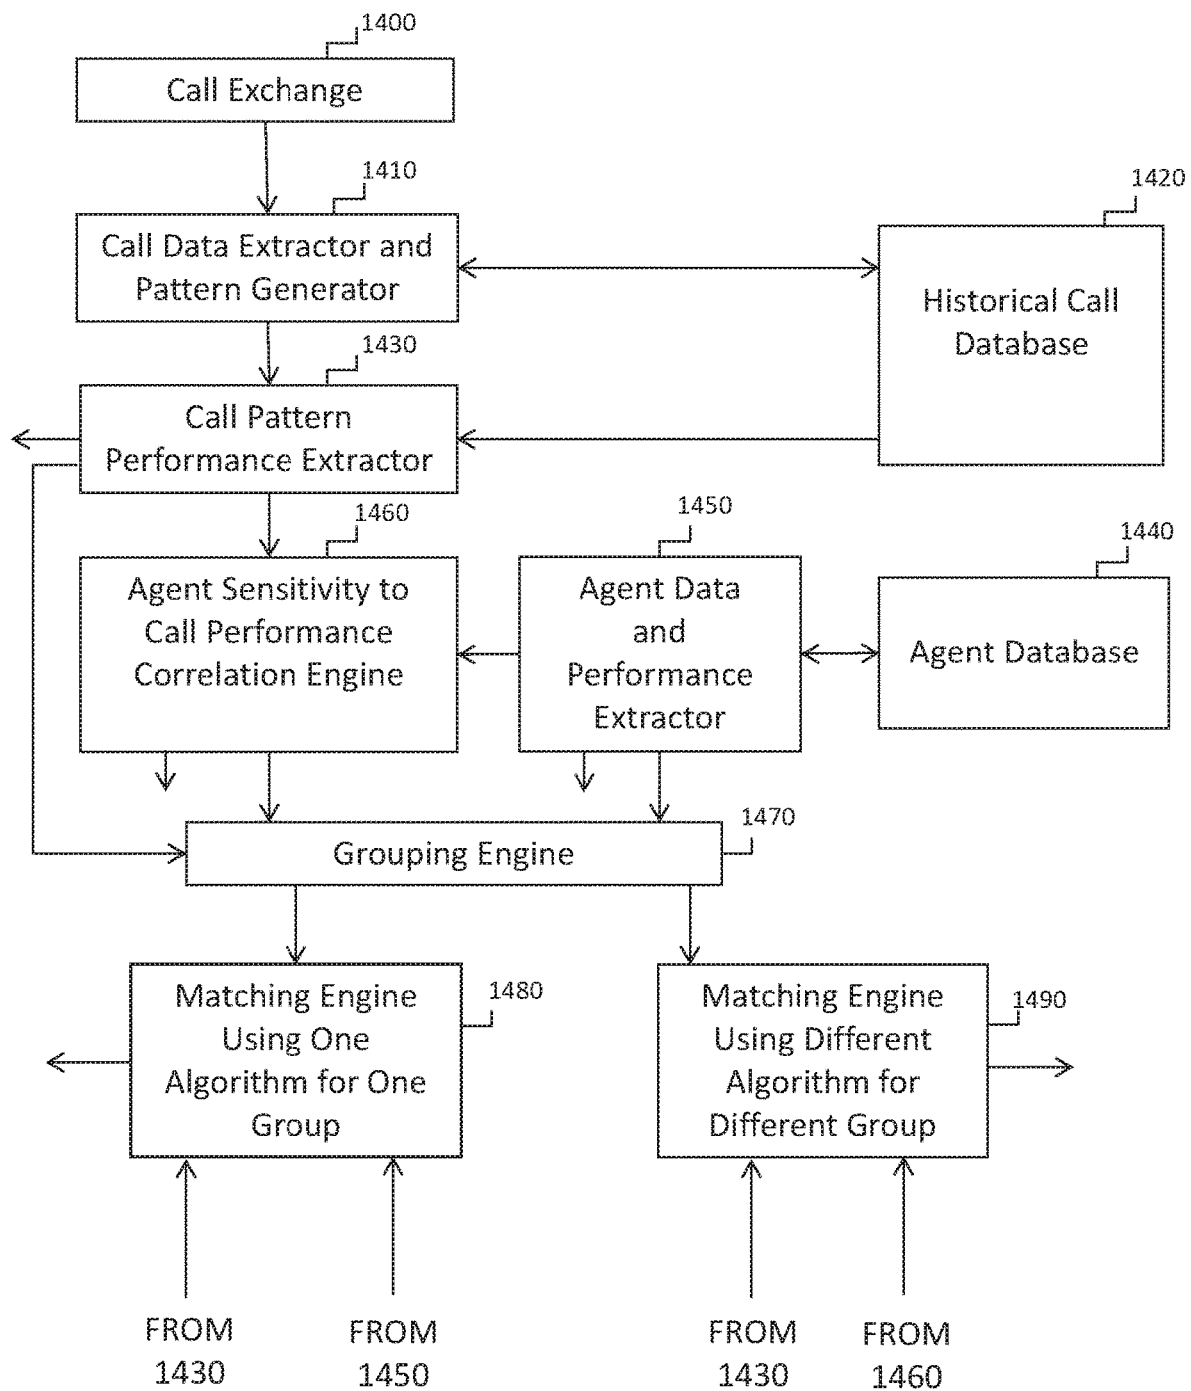 1400
Call Exchange
1410
1420
Call Data Extractor and
Pattern Generator
Historical Call
Database
1430
Call Pattern
Performance Extractor
1460
1450
1440
Agent Sensitivity to
Call Performance
Correlation Engine
Agent Data
and
Performance
Extractor
Agent Database
1470
Grouping Engine
1480
Matching Engine
Using One
Algorithm for One
Group
1490
Matching Engine
Using Different
Algorithm for
Different Group
FROM
1430
FROM
1450
FROM
1430
FROM
1460